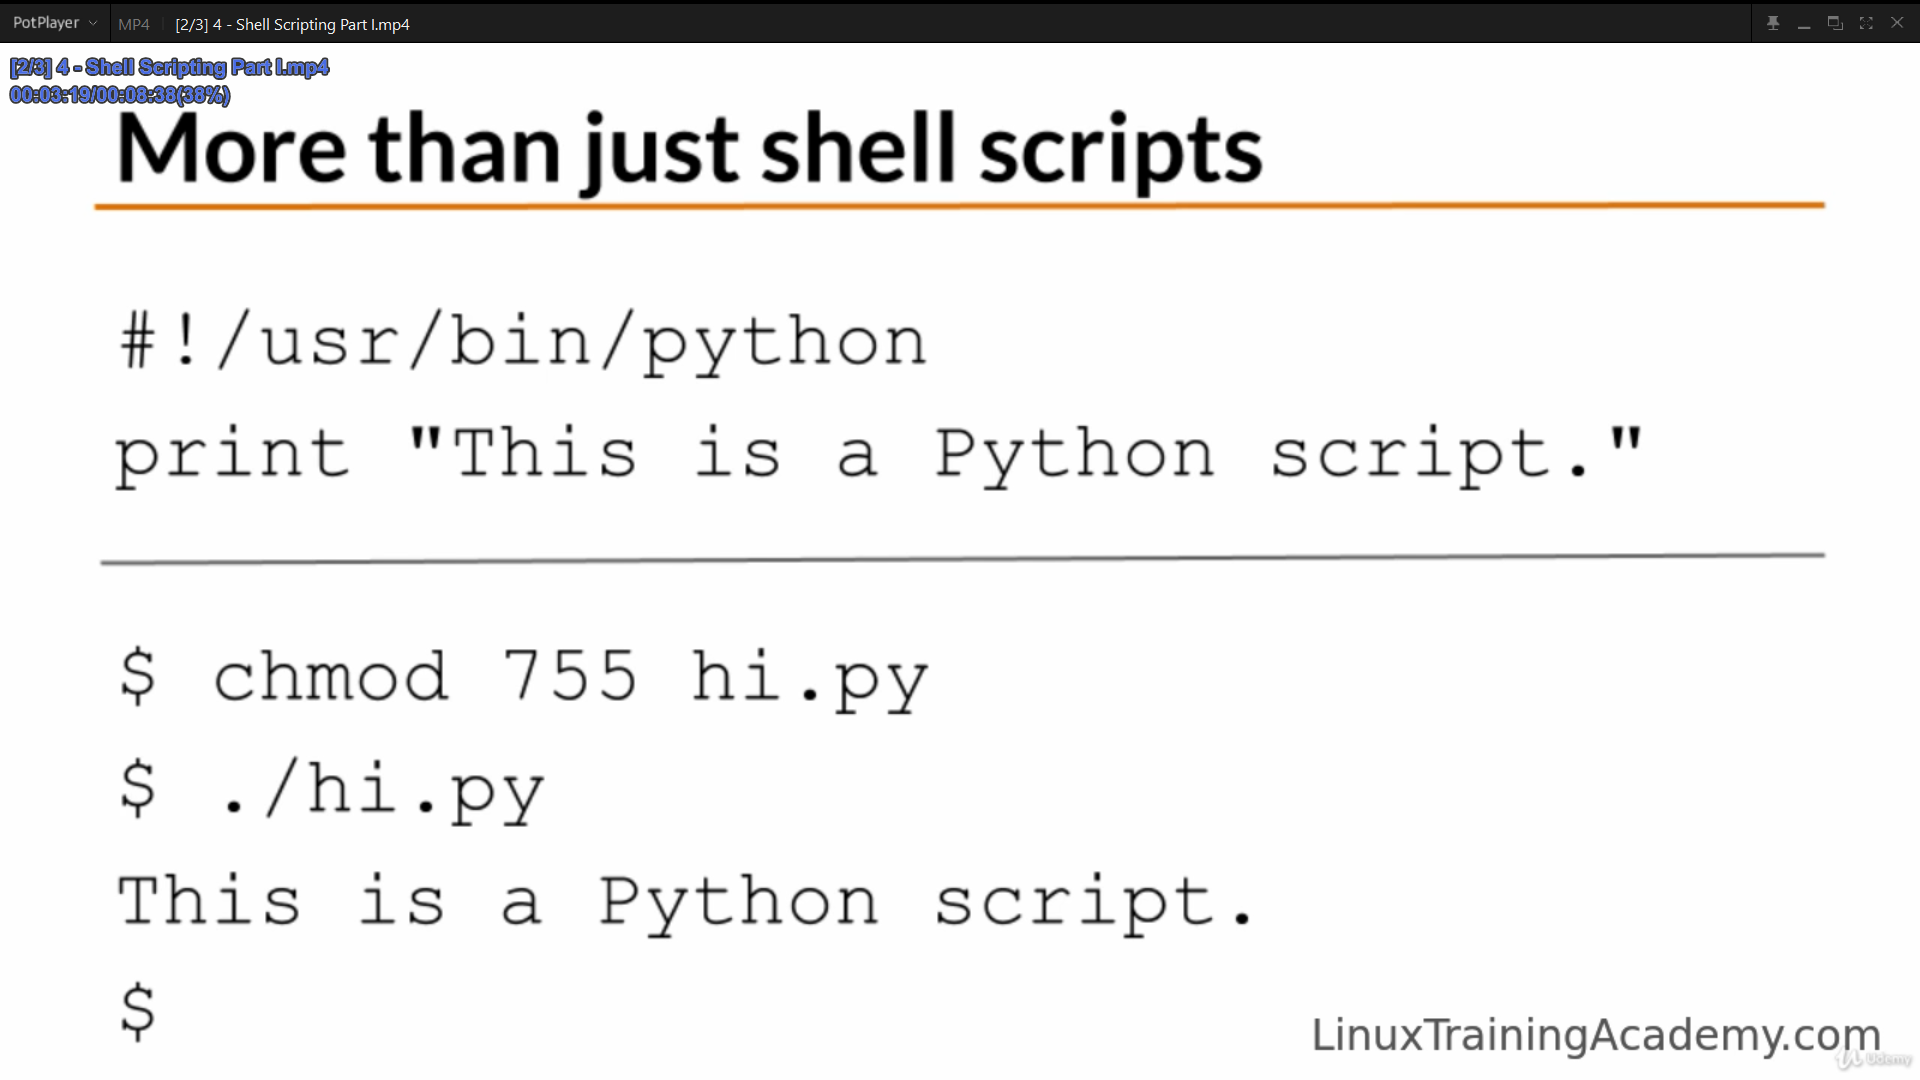 PotPlayer MP4 [2/3] 4 - Shell Scripting Part I.mp4
[2/3] 4 - Shell Scripting Part I.mp4
00:03:19/00:08:38(38%)
More than just shell scripts
#!/usr/bin/python
print "This is a Python script."
$ chmod 755 hi.py
$ ./hi.py
This is a Python script.
$
LinuxTrainingAcademy.com
Udemy